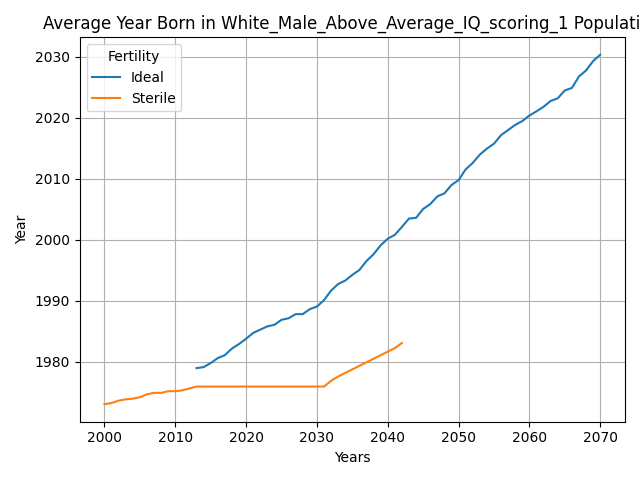 Average Year Born in White_Male_Above_Average_IQ_scoring_1 Populati
Fertility
Ideal
Sterile
2030
2020
2010
2000
1990
1980
Year
2000 2010 2020 2030 2040 2050 2060 2070
Years